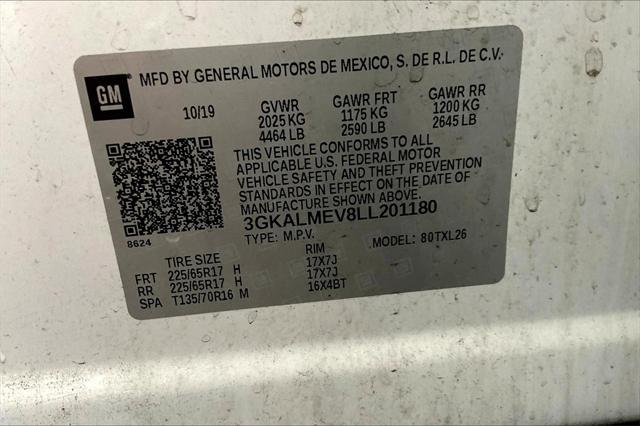 GM
MFD BY GENERAL MOTORS DE MEXICO, S. DE R.L. DE C.V.
10/19 GVWR GAWR FRT GAWR RR
2025 KG 1175 KG 1200 KG
4464 LB 2590 LB 2645 LB
THIS VEHICLE CONFORMS TO ALL
APPLICABLE U.S. FEDERAL MOTOR
VEHICLE SAFETY AND THEFT PREVENTION
STANDARDS IN EFFECT ON THE DATE OF
MANUFACTURE SHOWN ABOVE.
3GKALMEV8LL201180
8624 TYPE: M.P.V. MODEL: 80TXL26
TIRE SIZE RIM
FRT 225/65R17 H 17X7J
RR 225/65R17 H 17X7J
SPA T135/70R16 M 16X4BT